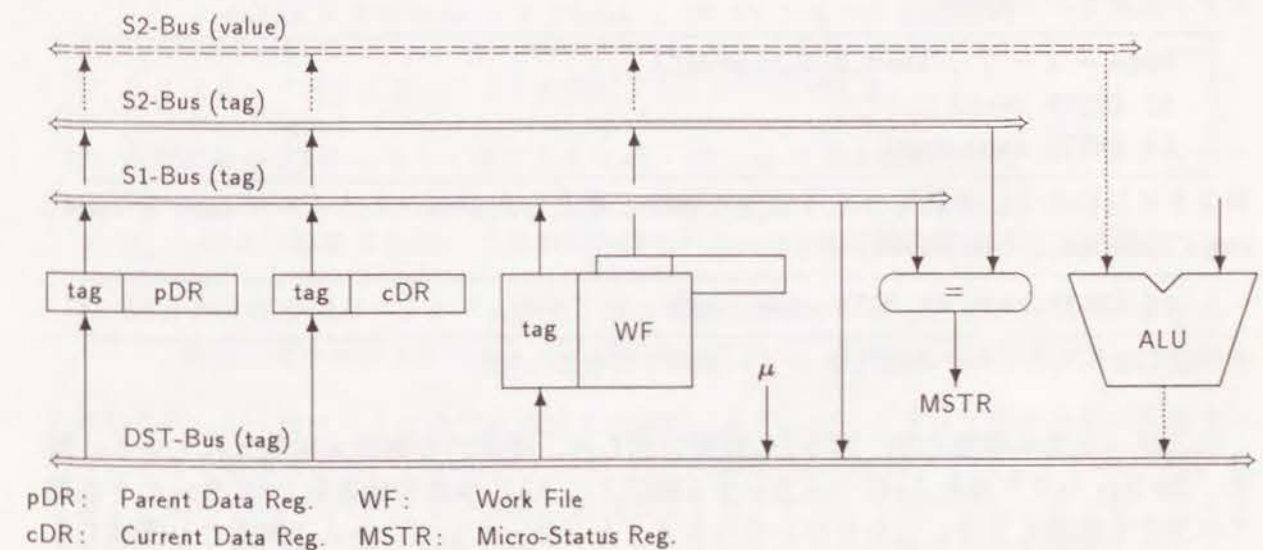 S2-Bus (value)
S2-Bus (tag)
S1-Bus (tag)
tag pDR tag cDR
tag WF = ALU
μ
MSTR
DST-Bus (tag)
pDR: Parent Data Reg. WF: Work File
cDR: Current Data Reg. MSTR: Micro-Status Reg.